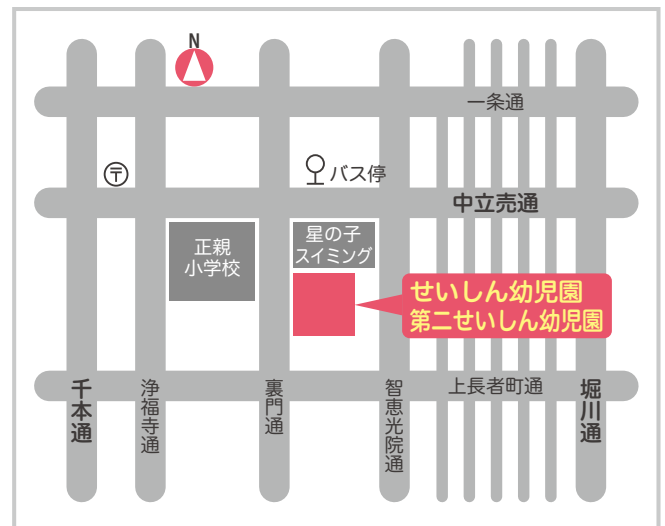 N
一条通
〒
バス停
中立売通
正親
小学校
星の子
スイミング
せいしん幼児園
第二せいしん幼児園
千本通
浄福寺通
裏門通
智恵光院通
上長者町通
堀川通